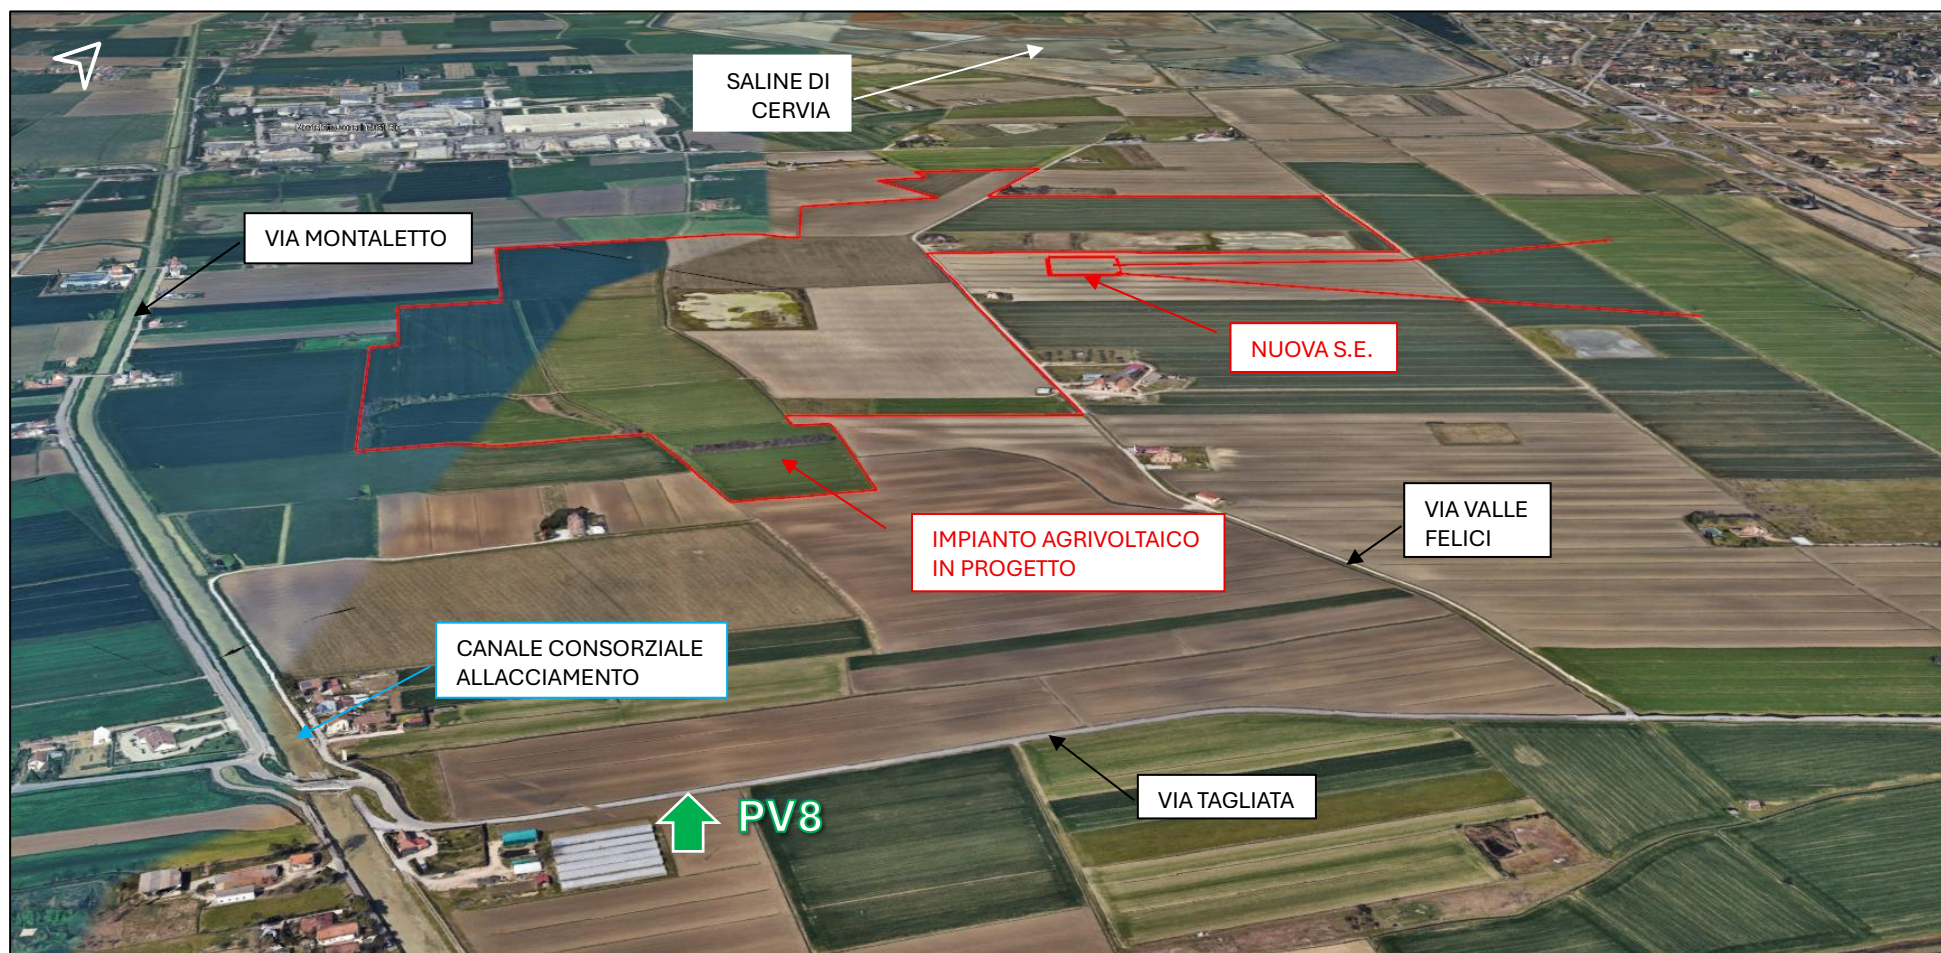 SALINE DI
CERVIA
VIA MONTALETTO
NUOVA S.E.
VIA VALLE
FELICI
IMPIANTO AGRIVOLTAICO
IN PROGETTO
CANALE CONSORZIALE
ALLACCIAMENTO
VIA TAGLIATA
PV8